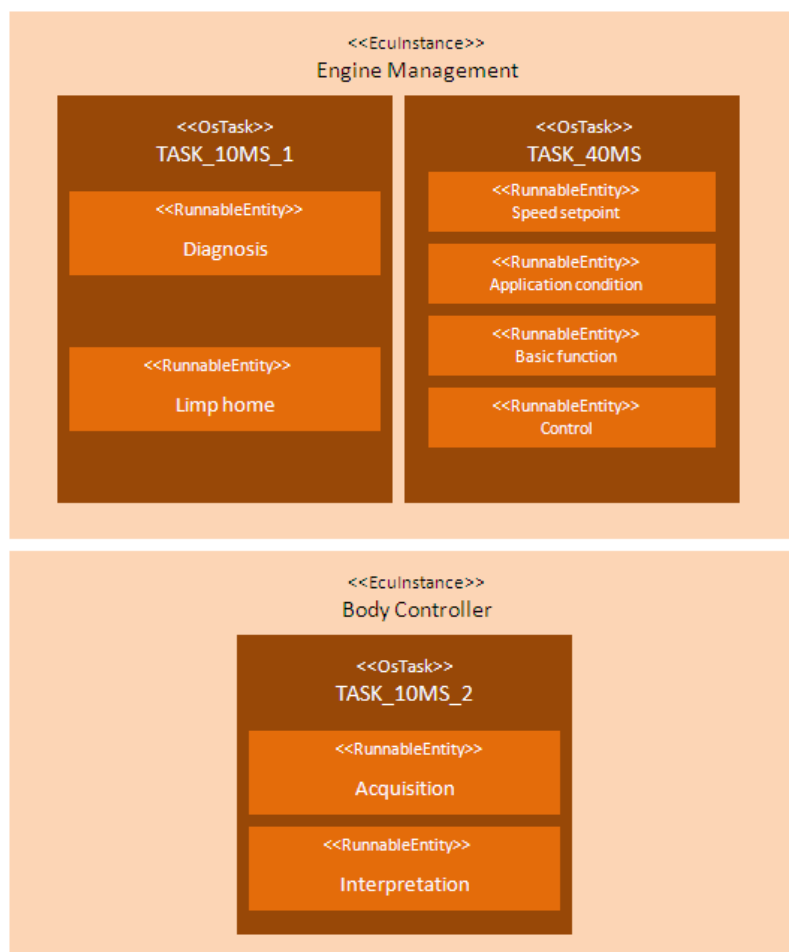 <<EcuInstance>>
Engine Management
<<OsTask>>
TASK_10MS_1
<<RunnableEntity>>
Diagnosis
<<RunnableEntity>>
Limp home
<<OsTask>>
TASK_40MS
<<RunnableEntity>>
Speed setpoint
<<RunnableEntity>>
Application condition
<<RunnableEntity>>
Basic function
<<RunnableEntity>>
Control
<<EcuInstance>>
Body Controller
<<OsTask>>
TASK_10MS_2
<<RunnableEntity>>
Acquisition
<<RunnableEntity>>
Interpretation